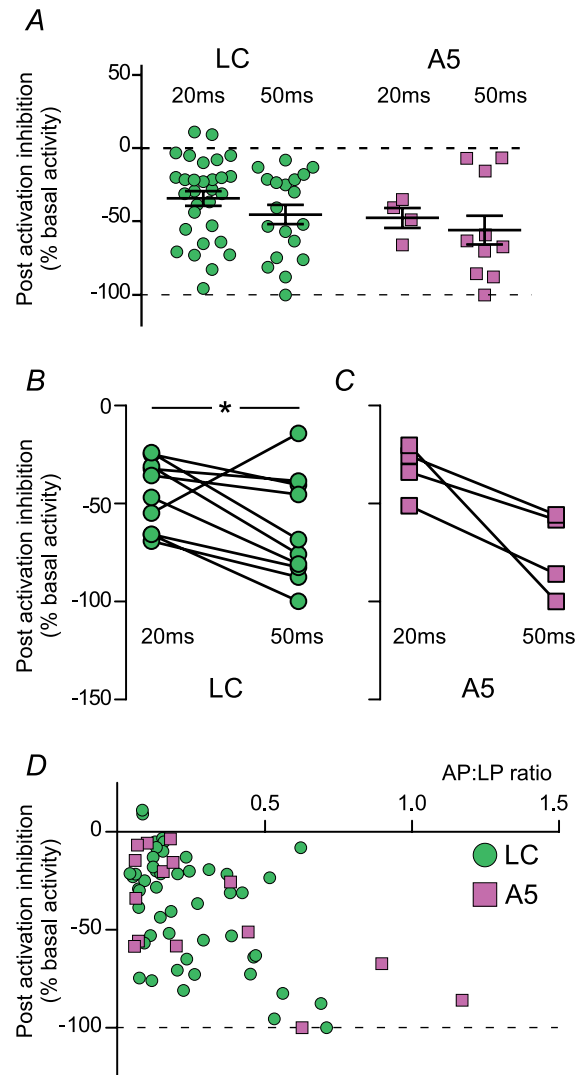 A
LC
A5
20ms
50ms
20ms
50ms
Post activation inhibition
(% basal activity)
50
0
-50
-100
B
C
*
Post activation inhibition
(% basal activity)
0
-50
-100
-150
20ms
50ms
20ms
50ms
LC
A5
D
AP:LP ratio
0.5
1.0
1.5
Post activation inhibition
(% basal activity)
0
-50
-100
LC
A5